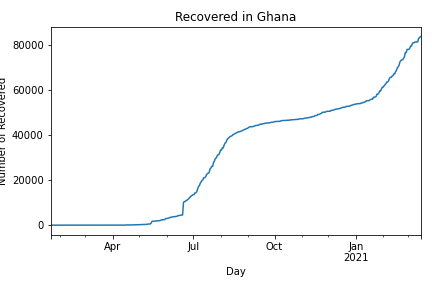 Recovered in Ghana
Number of Recovered
80000
60000
40000
20000
0
Apr
Jul
Oct
Jan
2021
Day